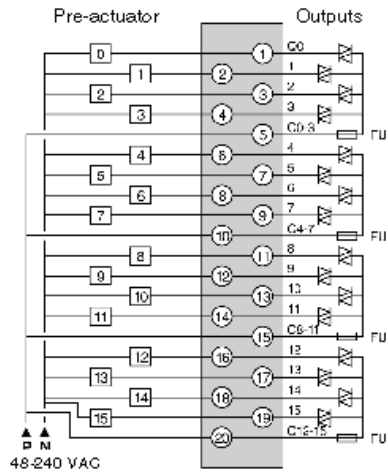 Pre-actuator Outputs
0 1 Q0
1 2 1
2 3 2
3 4 3
5 C0-3 FU
4 6 4
5 7 5
6 8 6
7 9 7
10 C4-7 FU
8 11 8
9 12 9
10 13 10
11 14 11
15 C8-11 FU
12 16 12
13 17 13
14 18 14
15 19 15
20 C12-15 FU
P N
48-240 VAC